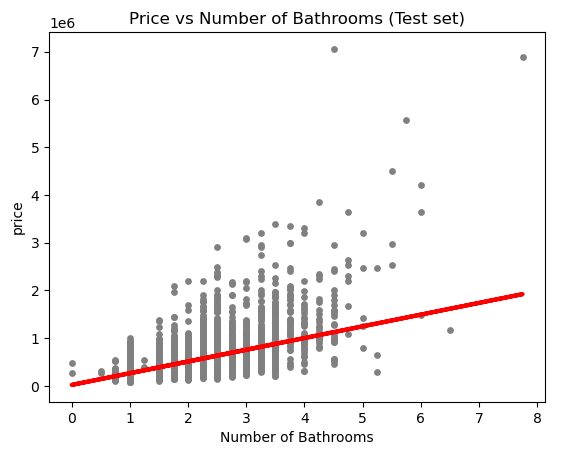 Price vs Number of Bathrooms (Test set)
1e6
7
6
5
4
3
2
1
0
price
0 1 2 3 4 5 6 7 8
Number of Bathrooms